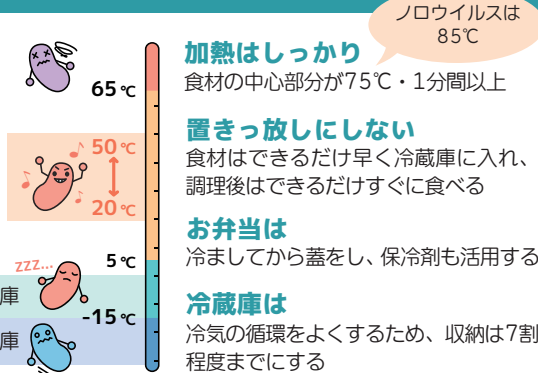 ノロウイルスは
85℃
加熱はしっかり
食材の中心部分が75℃・1分間以上
置きっ放しにしない
食材はできるだけ早く冷蔵庫に入れ、
調理後はできるだけすぐに食べる
お弁当は
冷ましてから蓋をし、保冷剤も活用する
冷蔵庫は
冷気の循環をよくするため、収納は7割
程度までにする
65℃
50℃
20℃
zzz...
5℃
庫
-15℃
庫